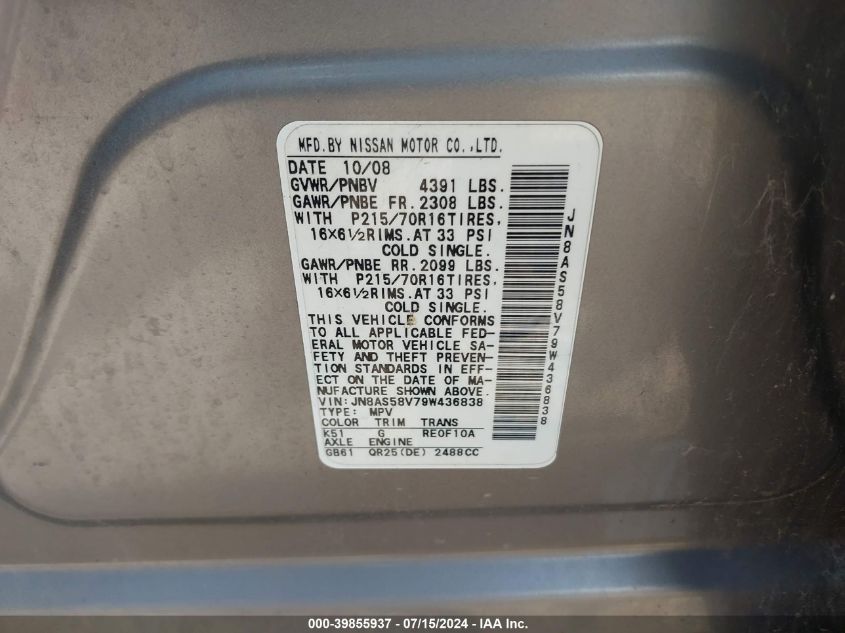 MFD.BY NISSAN MOTOR CO.,LTD.
DATE 10/08
GVWR/PNBV 4391 LBS.
GAWR/PNBE FR. 2308 LBS.
WITH P215/70R16TIRES,
16X6½RIMS.AT 33 PSI
COLD SINGLE.
GAWR/PNBE RR. 2099 LBS.
WITH P215/70R16TIRES,
16X6½RIMS.AT 33 PSI
COLD SINGLE.
THIS VEHICLE CONFORMS
TO ALL APPLICABLE FED-
ERAL MOTOR VEHICLE SA-
FETY AND THEFT PREVEN-
TION STANDARDS IN EFF-
ECT ON THE DATE OF MA-
NUFACTURE SHOWN ABOVE.
VIN: JN8AS58V79W436838
TYPE: MPV
COLOR TRIM TRANS
K51 G RE0F10A
AXLE ENGINE
GB61 QR25(DE) 2488CC
JN8AS58V79W436838
000-39855937 - 07/15/2024 - IAA Inc.